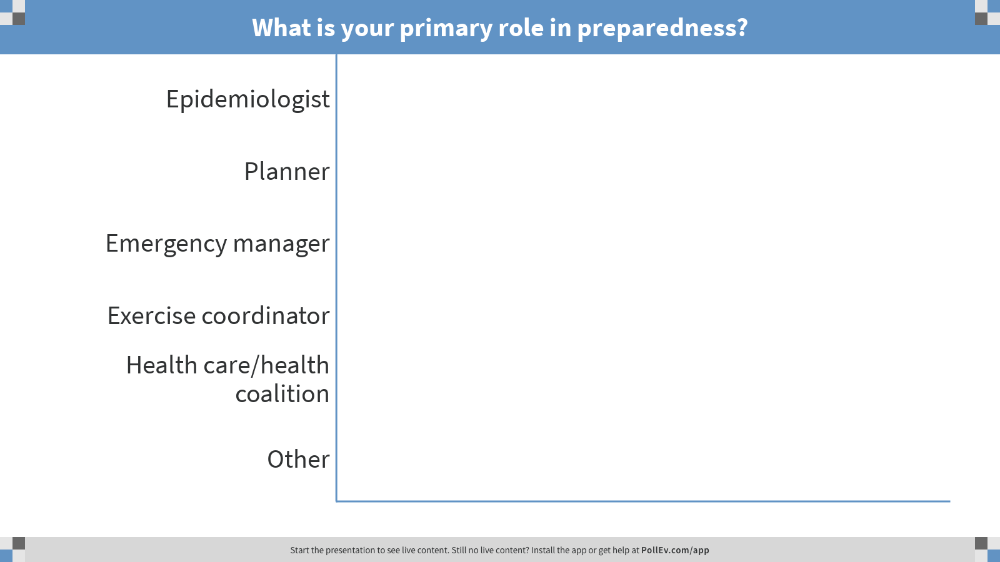 What is your primary role in preparedness?
Epidemiologist
Planner
Emergency manager
Exercise coordinator
Health care/health
coalition
Other
Start the presentation to see live content. Still no live content? Install the app or get help at PollEv.com/app